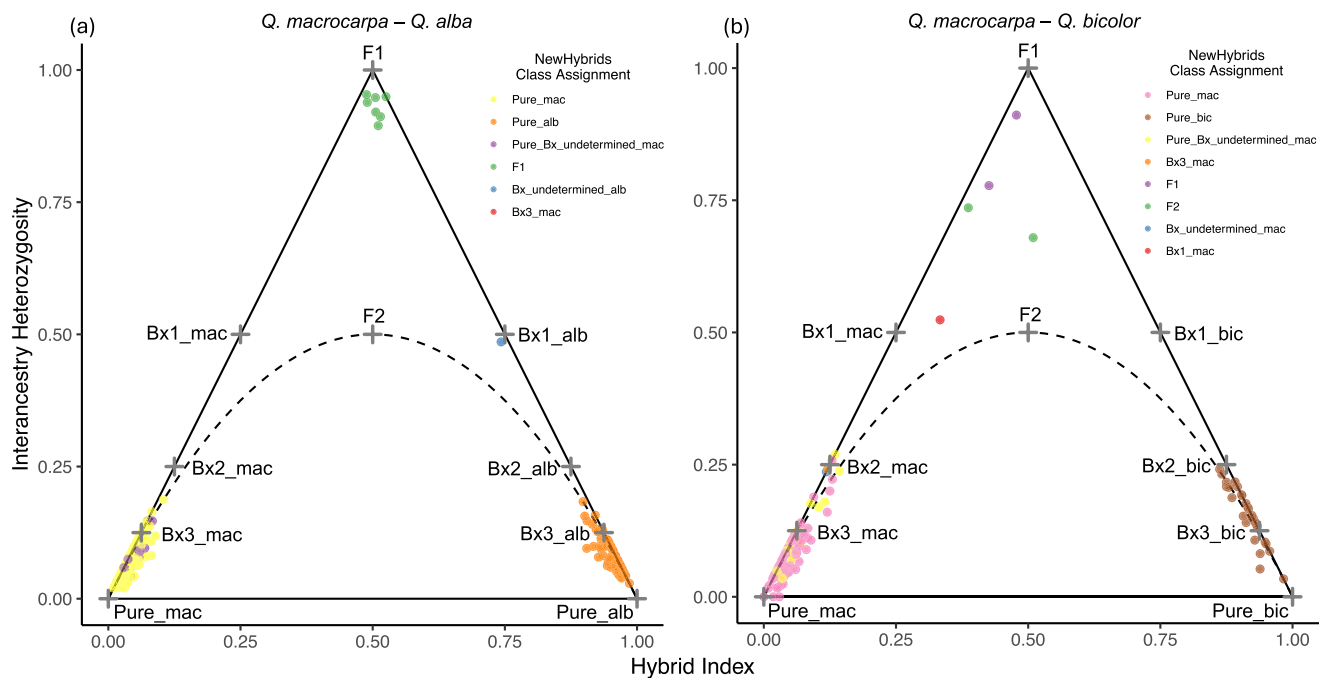 (a)
Q. macrocarpa – Q. alba
F1
1.00
NewHybrids
Class Assignment
Pure_mac
Pure_alb
Pure_Bx_undetermined_mac
F1
Bx_undetermined_alb
Bx3_mac
0.75
0.50
F2
Bx1_mac
Bx1_alb
0.25
Bx2_mac
Bx2_alb
Bx3_mac
Bx3_alb
0.00
Pure_mac
Pure_alb
0.00
0.25
0.50
0.75
1.00
Interancestry Heterozygosity
(b)
Q. macrocarpa – Q. bicolor
F1
1.00
NewHybrids
Class Assignment
Pure_mac
Pure_bic
Pure_Bx_undetermined_mac
Bx3_mac
F1
F2
Bx_undetermined_mac
Bx1_mac
0.75
0.50
F2
Bx1_mac
Bx1_bic
0.25
Bx2_mac
Bx2_bic
Bx3_mac
Bx3_bic
0.00
Pure_mac
Pure_bic
0.00
0.25
0.50
0.75
1.00
Hybrid Index